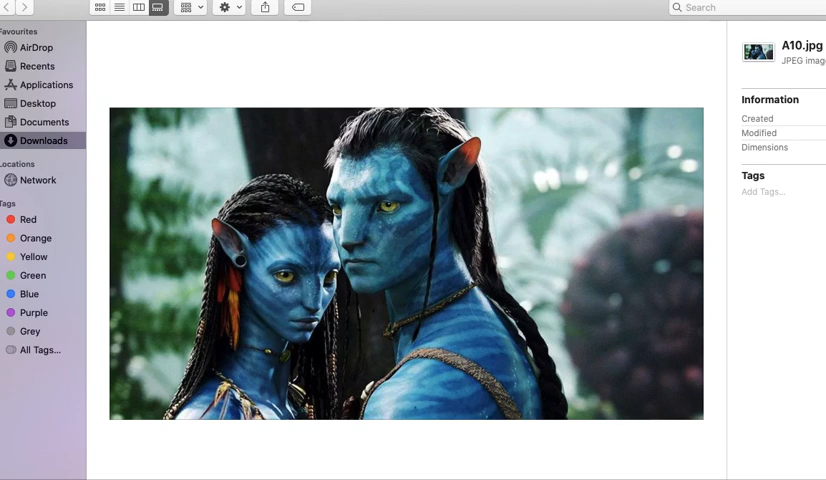 Search
Favourites
AirDrop
Recents
Applications
Desktop
Documents
Downloads
Locations
Network
Tags
Red
Orange
Yellow
Green
Blue
Purple
Grey
All Tags...
A10.jpg
JPEG imag
Information
Created
Modified
Dimensions
Tags
Add Tags...